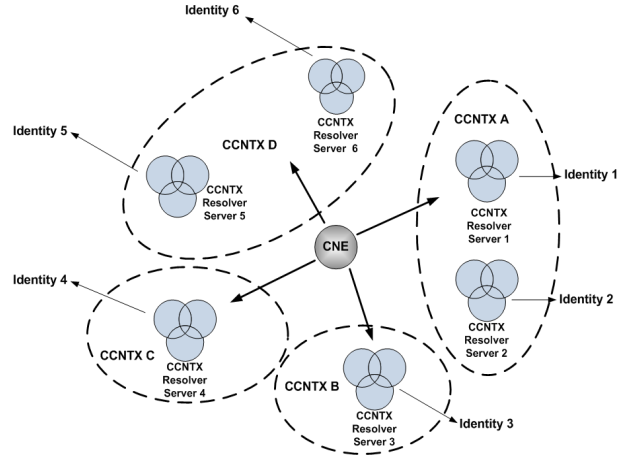 Identity 6
CCNTX
Resolver
Server 6
CCNTX D
Identity 5
CCNTX
Resolver
Server 5
CCNTX A
Identity 1
CCNTX
Resolver
Server 1
CNE
Identity 4
Identity 2
CCNTX
Resolver
Server 2
CCNTX C
CCNTX
Resolver
Server 4
CCNTX B
CCNTX
Resolver
Server 3
Identity 3